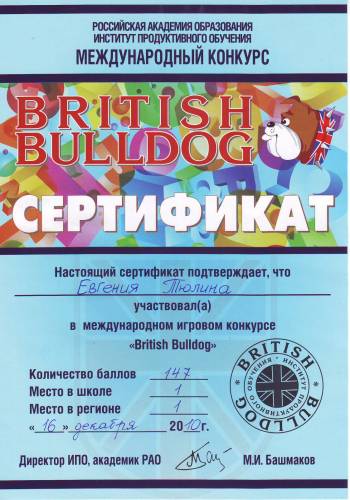 РОССИЙСКАЯ АКАДЕМИЯ ОБРАЗОВАНИЯ
ИНСТИТУТ ПРОДУКТИВНОГО ОБУЧЕНИЯ
МЕЖДУНАРОДНЫЙ КОНКУРС
BRITISH
BULLDOG
СЕРТИФИКАТ
Настоящий сертификат подтверждает, что
Евгения Тюлина
участвовал(а)
в международном игровом конкурсе
«British Bulldog»
Количество баллов 147
Место в школе 1
Место в регионе 1
«16» декабря 2010г.
BRITISH BULLDOG
ИНСТИТУТ ПРОДУКТИВНОГО ОБУЧЕНИЯ
Директор ИПО, академик РАО М.И. Башмаков